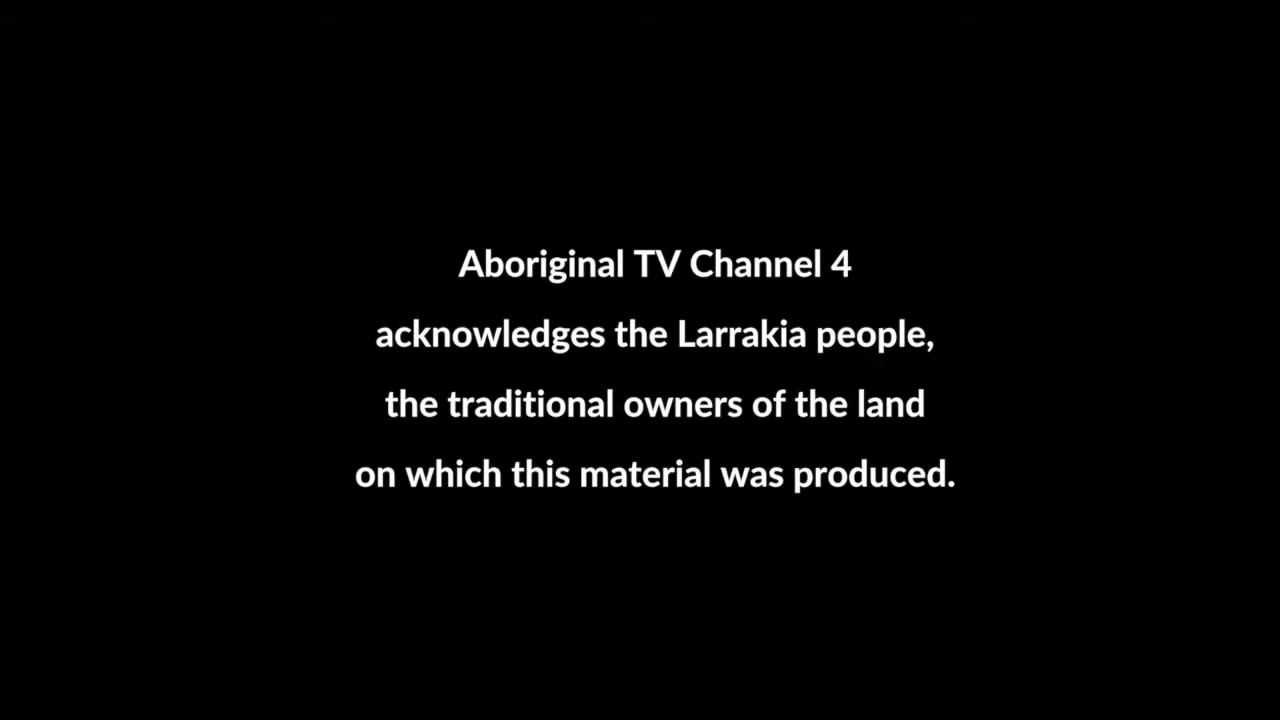 Aboriginal TV Channel 4
acknowledges the Larrakia people,
the traditional owners of the land
on which this material was produced.